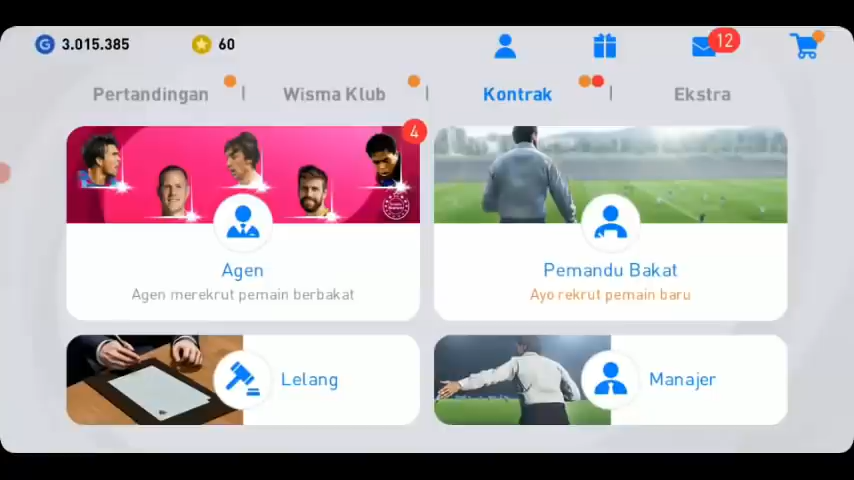 3.015.385
60
12
Pertandingan
Wisma Klub
Kontrak
Ekstra
4
Agen
Agen merekrut pemain berbakat
Pemandu Bakat
Ayo rekrut pemain baru
Lelang
Manajer